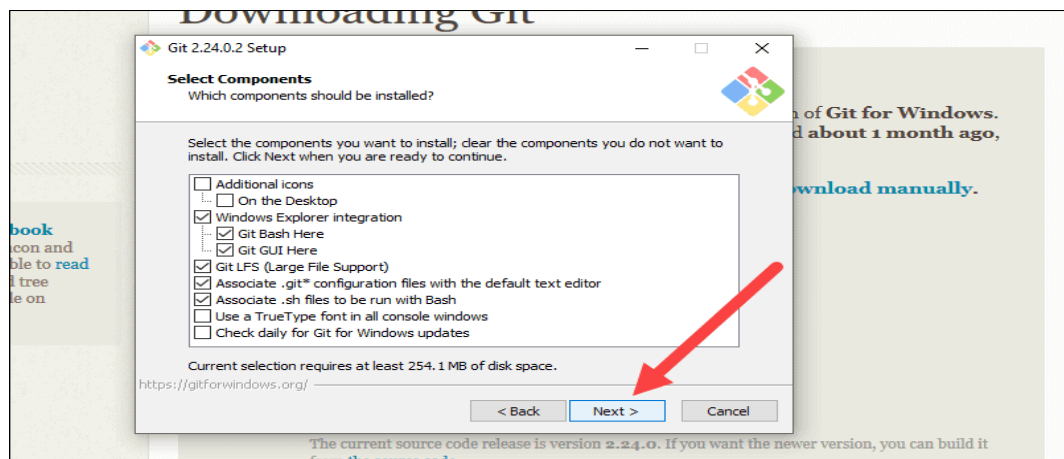 Downloading Git
Git 2.24.0.2 Setup
Select Components
Which components should be installed?
Select the components you want to install; clear the components you do not want to
install. Click Next when you are ready to continue.
Additional icons
On the Desktop
Windows Explorer integration
Git Bash Here
Git GUI Here
Git LFS (Large File Support)
Associate .git* configuration files with the default text editor
Associate .sh files to be run with Bash
Use a TrueType font in all console windows
Check daily for Git for Windows updates
Current selection requires at least 254.1 MB of disk space.
https://gitforwindows.org/
< Back
Next >
Cancel
of Git for Windows.
about 1 month ago,
download manually.
book
icon and
ble to read
tree
le on
The current source code release is version 2.24.0. If you want the newer version, you can build it
from the source code.